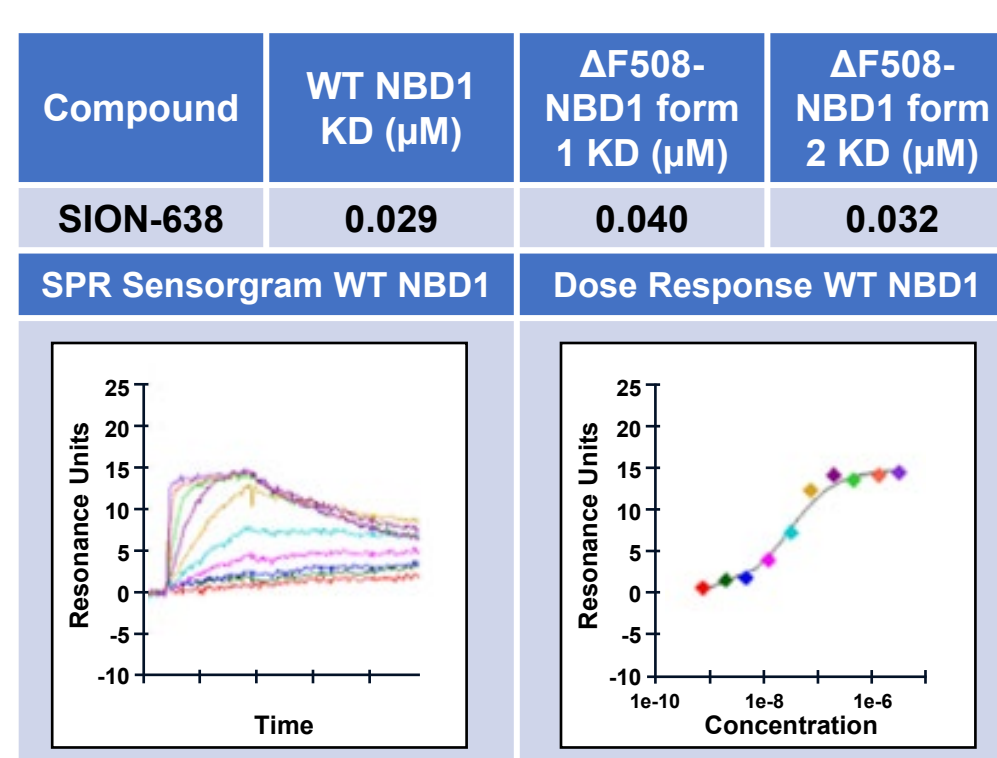 Compound
WT NBD1
KD (µM)
ΔF508-
NBD1 form
1 KD (µM)
ΔF508-
NBD1 form
2 KD (µM)
SION-638
0.029
0.040
0.032
SPR Sensorgram WT NBD1
Dose Response WT NBD1
Resonance Units
25
20
15
10
5
0
-5
-10
Time
Resonance Units
25
20
15
10
5
0
-5
-10
1e-10
1e-8
1e-6
Concentration